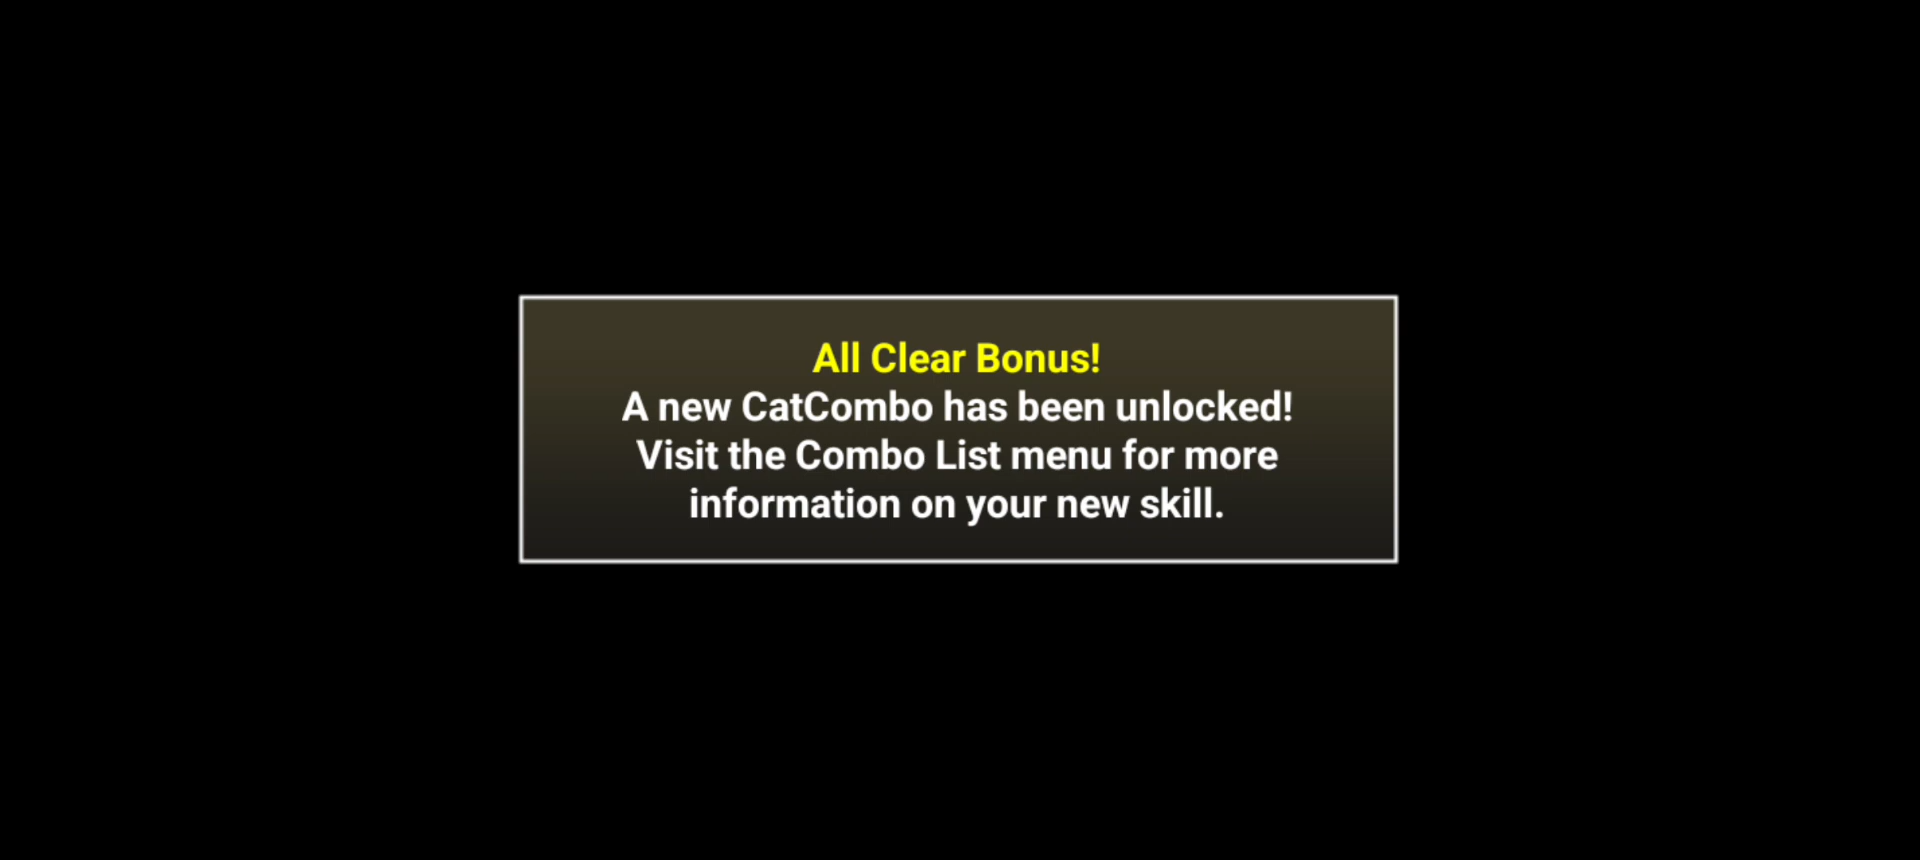 All Clear Bonus!
A new CatCombo has been unlocked!
Visit the Combo List menu for more
information on your new skill.